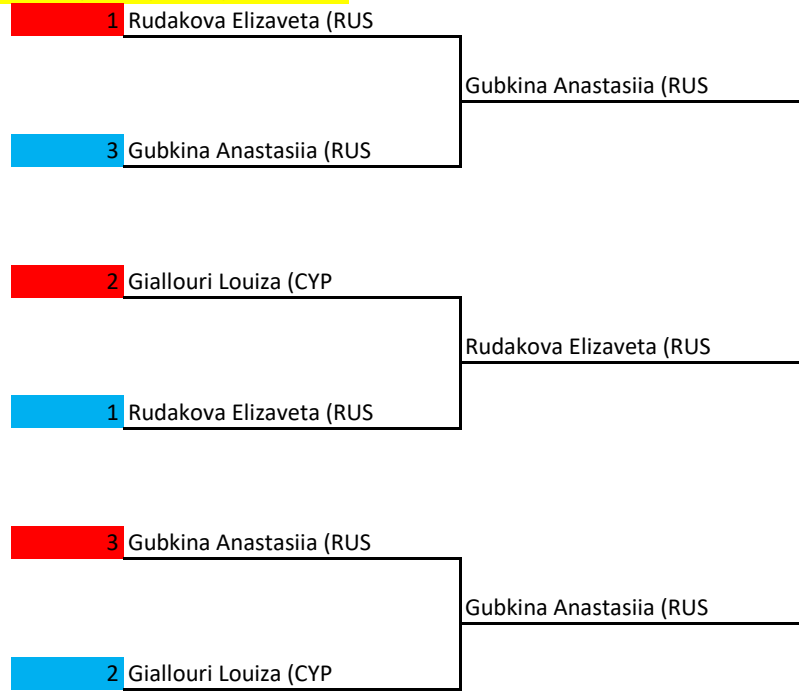 1 Rudakova Elizaveta (RUS
Gubkina Anastasiia (RUS
3 Gubkina Anastasiia (RUS
2 Giallouri Louiza (CYP
Rudakova Elizaveta (RUS
1 Rudakova Elizaveta (RUS
3 Gubkina Anastasiia (RUS
Gubkina Anastasiia (RUS
2 Giallouri Louiza (CYP